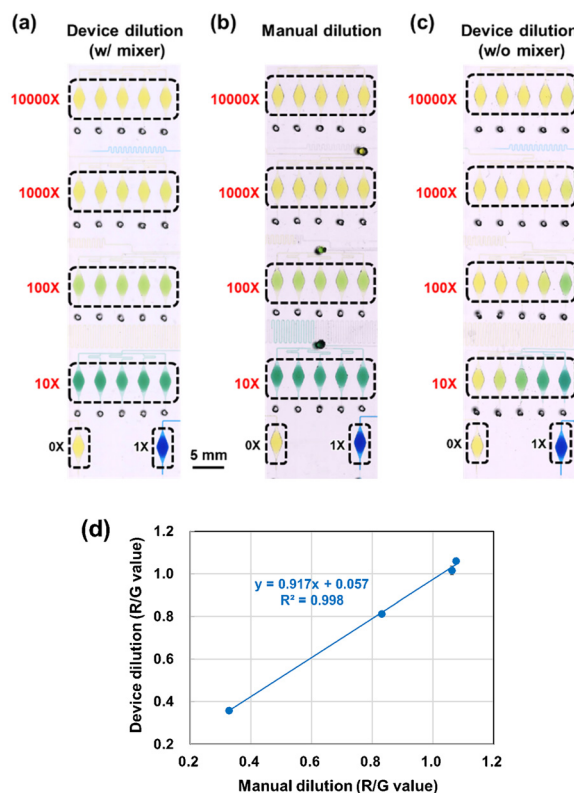 (a) Device dilution
(w/ mixer)
(b) Manual dilution
(c) Device dilution
(w/o mixer)
10000X
1000X
100X
10X
0X
1X
5 mm
10000X
1000X
100X
10X
0X
1X
10000X
1000X
100X
10X
0X
1X
(d)
1.2
1.0
0.8
0.6
0.4
0.2
Device dilution (R/G value)
y = 0.917x + 0.057
R² = 0.998
0.2 0.4 0.6 0.8 1.0 1.2
Manual dilution (R/G value)